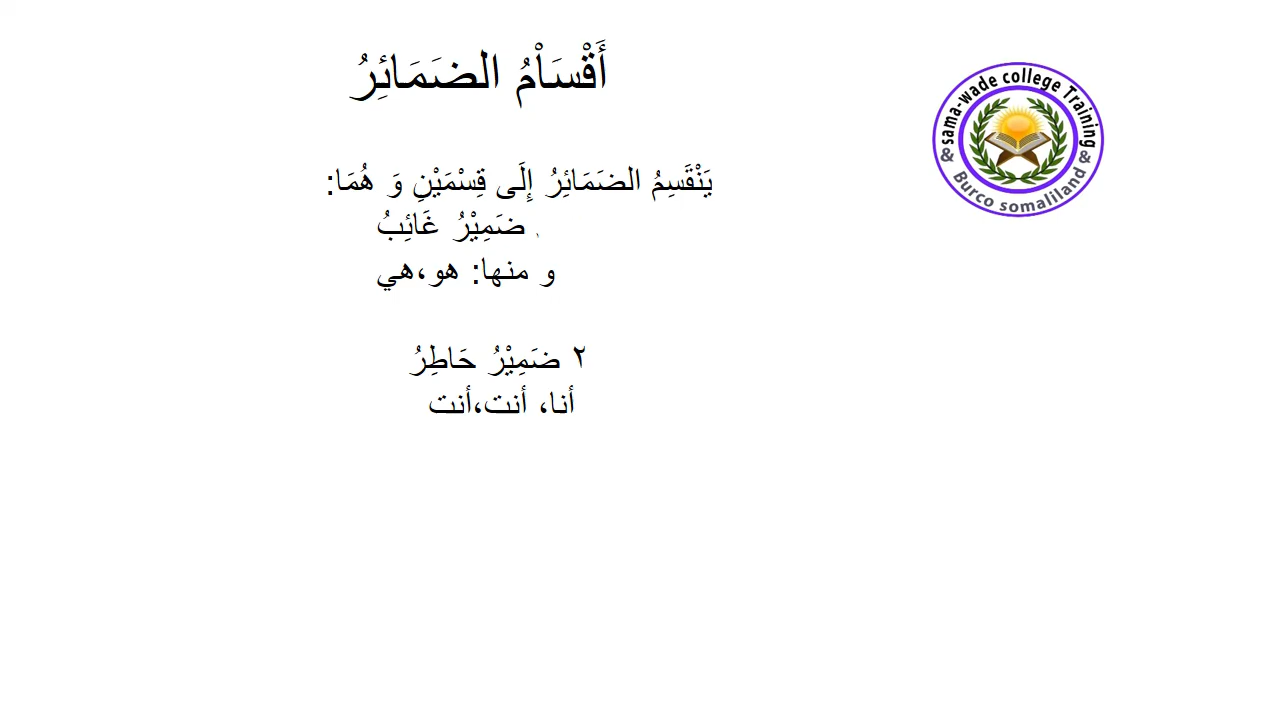 أَقْسَاْمُ الضَمَائِرُ
يَنْقَسِمُ الضَمَائِرُ إِلَى قِسْمَيْنِ وَ هُمَا:
١ ضَمِيْرُ غَائِبُ
و منها: هو،هي
٢ ضَمِيْرُ حَاطِرُ
أنا، أنت،أنت
sama-wade college Training
& Burco somaliland &